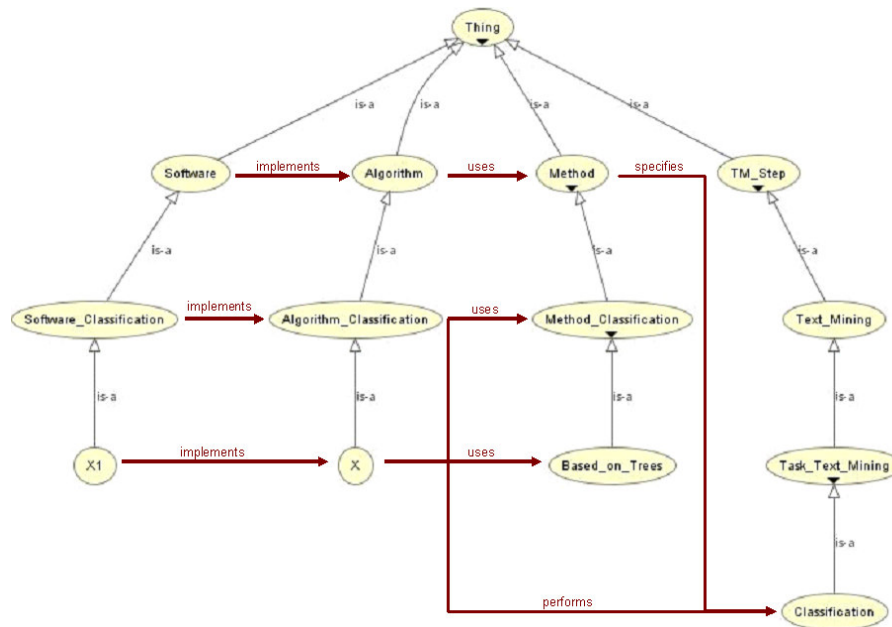 Thing
is-a
is-a
is-a
is-a
Software
implements
Algorithm
uses
Method
specifies
TM_Step
is-a
is-a
is-a
is-a
Software_Classification
implements
Algorithm_Classification
uses
Method_Classification
Text_Mining
is-a
is-a
is-a
is-a
X1
implements
X
uses
Based_on_Trees
Task_Text_Mining
is-a
performs
Classification